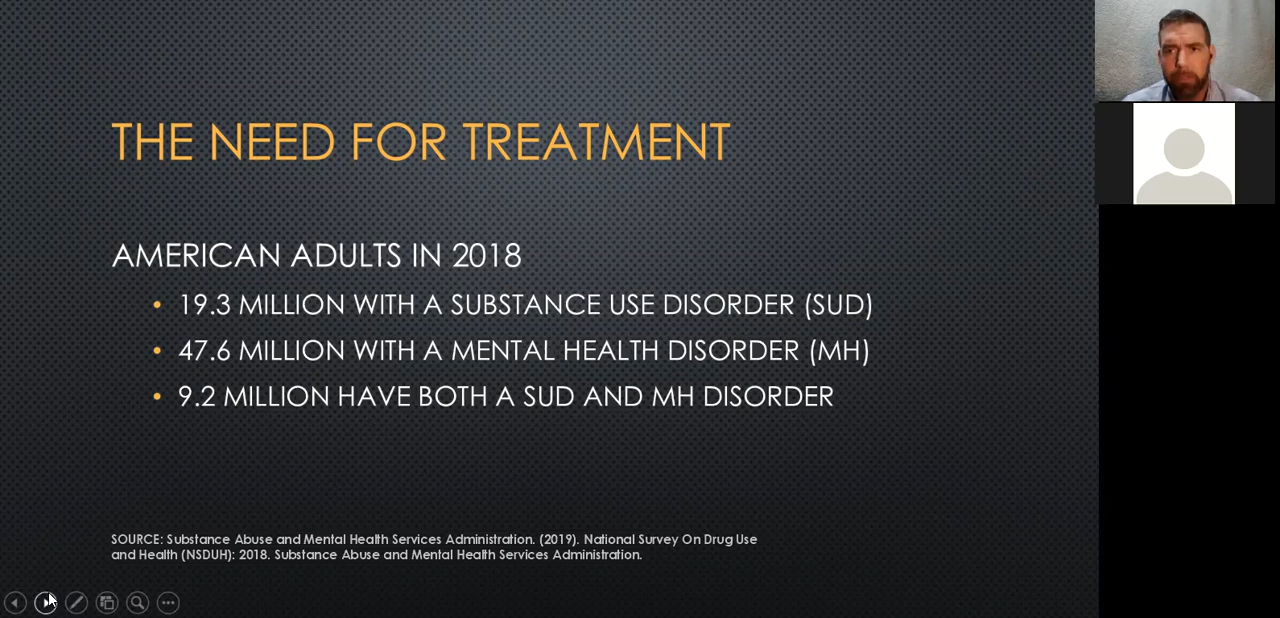 THE NEED FOR TREATMENT
AMERICAN ADULTS IN 2018
• 19.3 MILLION WITH A SUBSTANCE USE DISORDER (SUD)
• 47.6 MILLION WITH A MENTAL HEALTH DISORDER (MH)
• 9.2 MILLION HAVE BOTH A SUD AND MH DISORDER
SOURCE: Substance Abuse and Mental Health Services Administration. (2019). National Survey On Drug Use
and Health (NSDUH): 2018. Substance Abuse and Mental Health Services Administration.